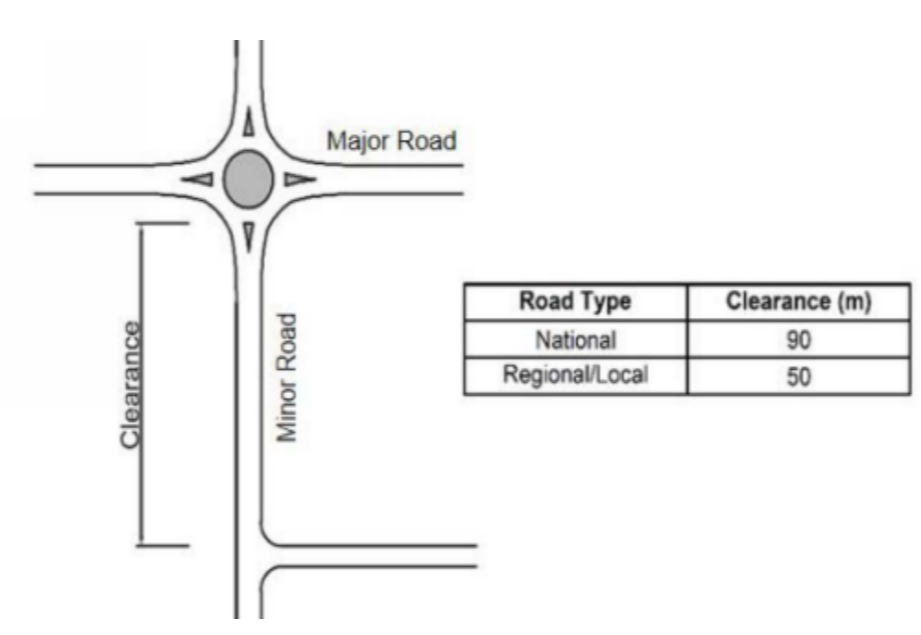 Major Road
Clearance
Minor Road
Road Type Clearance (m)
National 90
Regional/Local 50